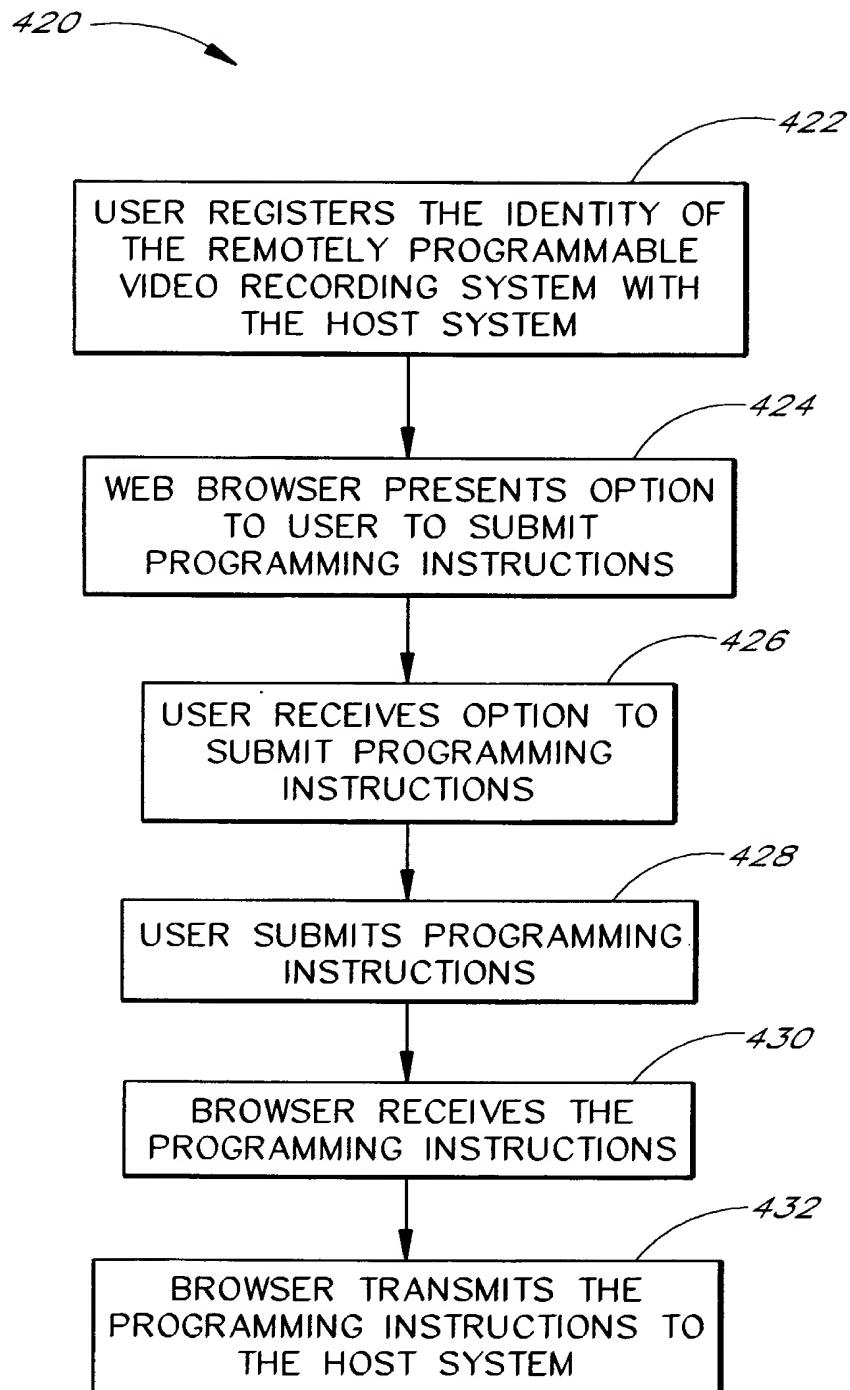 420
422
USER REGISTERS THE IDENTITY OF
THE REMOTELY PROGRAMMABLE
VIDEO RECORDING SYSTEM WITH
THE HOST SYSTEM
424
WEB BROWSER PRESENTS OPTION
TO USER TO SUBMIT
PROGRAMMING INSTRUCTIONS
426
USER RECEIVES OPTION TO
SUBMIT PROGRAMMING
INSTRUCTIONS
428
USER SUBMITS PROGRAMMING
INSTRUCTIONS
430
BROWSER RECEIVES THE
PROGRAMMING INSTRUCTIONS
432
BROWSER TRANSMITS THE
PROGRAMMING INSTRUCTIONS TO
THE HOST SYSTEM